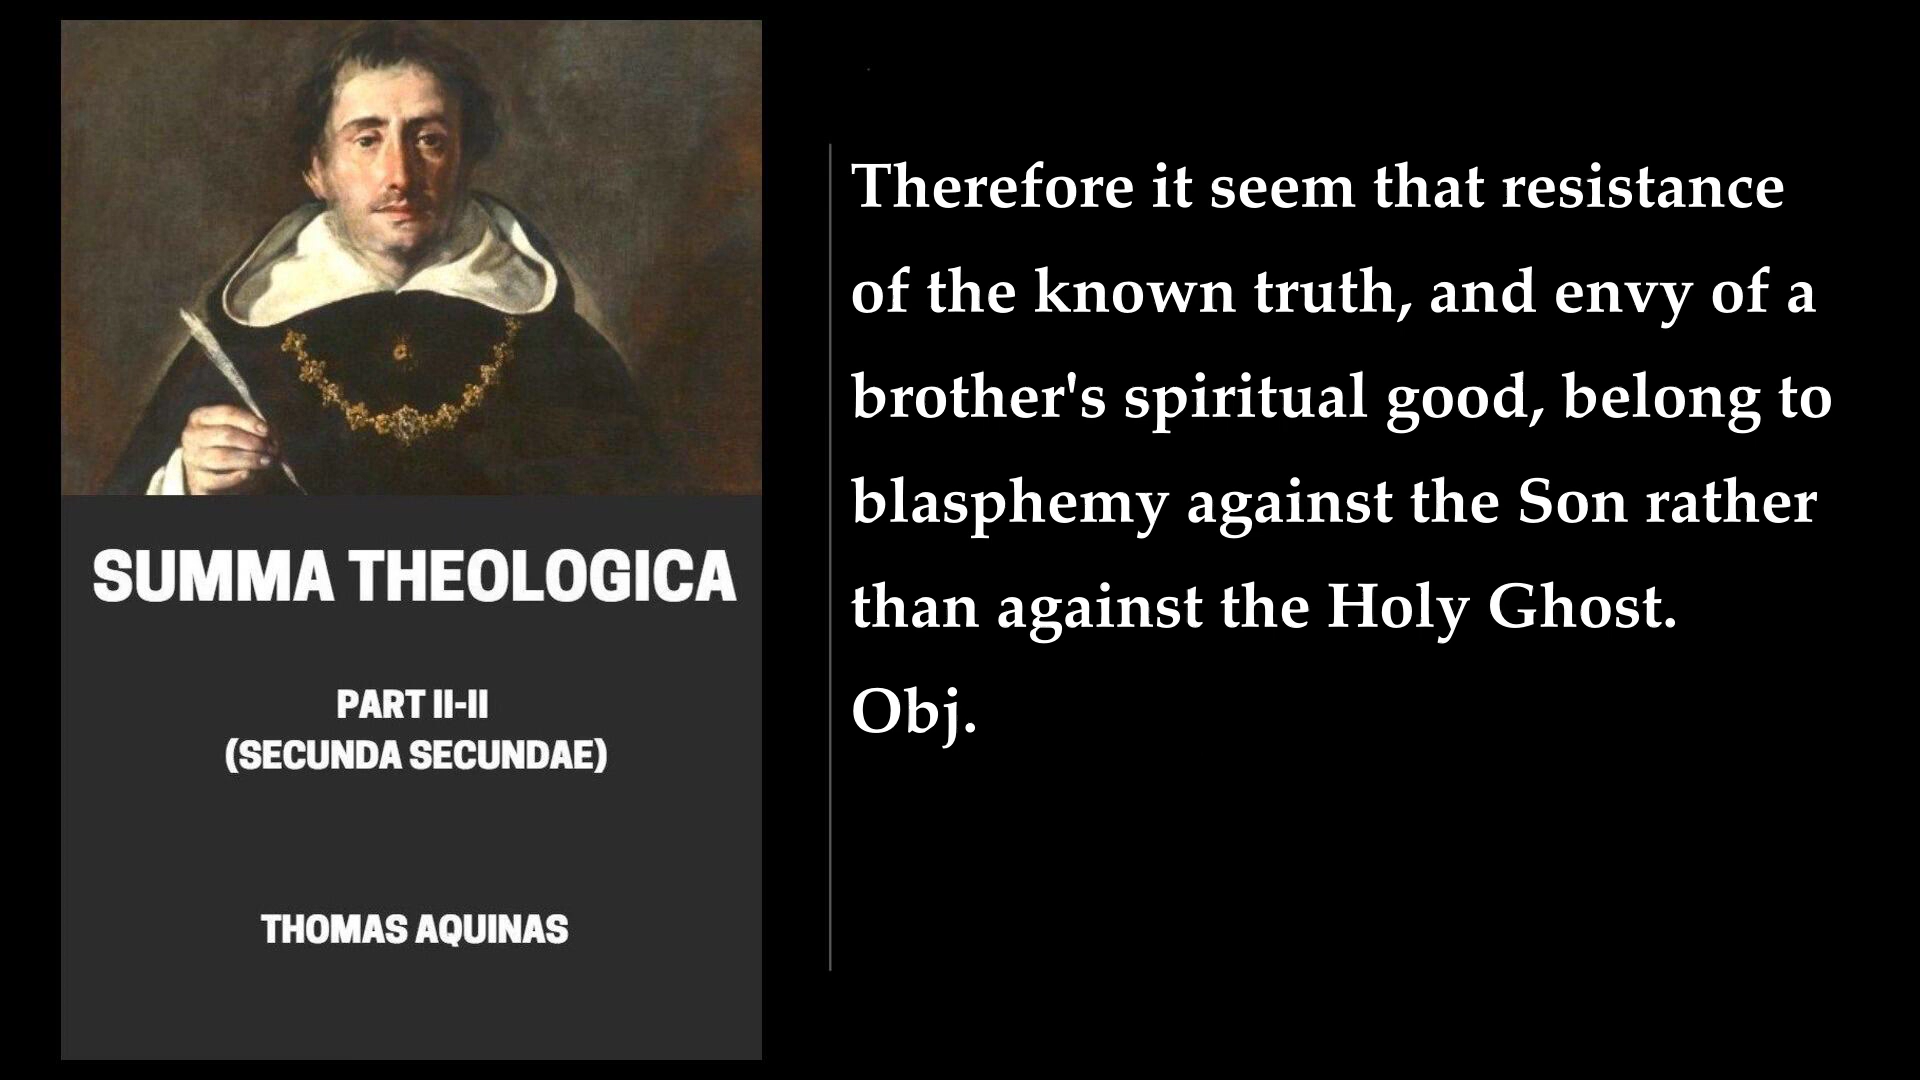 SUMMA THEOLOGICA
PART II-II
(SECUNDA SECUNDAE)
THOMAS AQUINAS
Therefore it seem that resistance
of the known truth, and envy of a
brother's spiritual good, belong to
blasphemy against the Son rather
than against the Holy Ghost.
Obj.